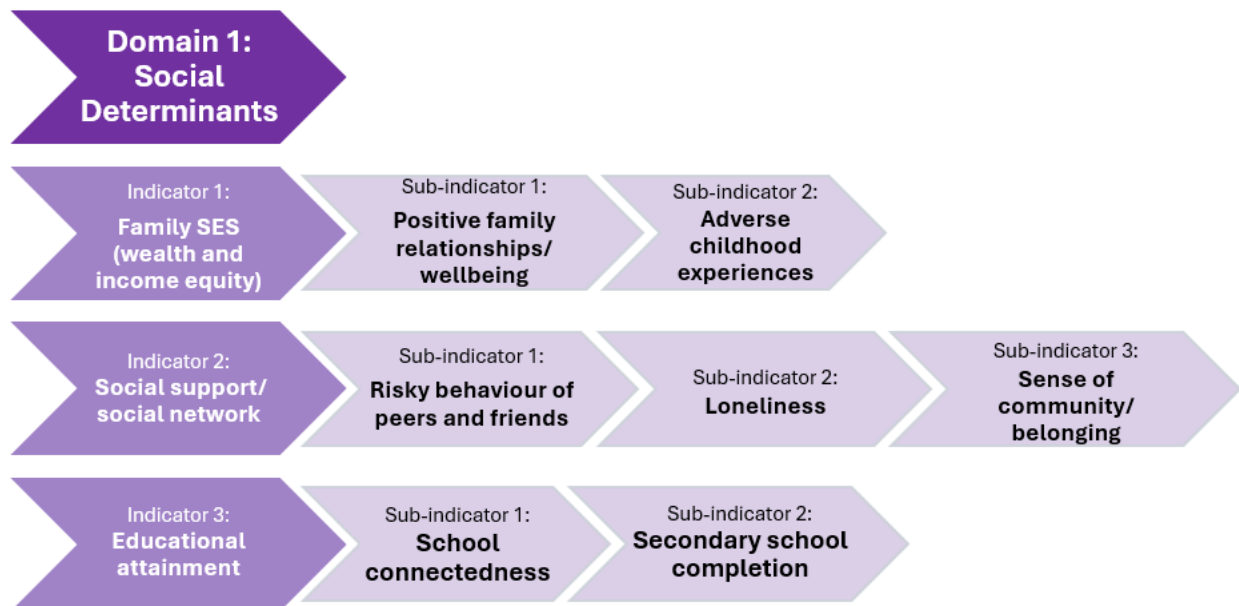 Domain 1:
Social
Determinants
Indicator 1:
Family SES
(wealth and
income equity)
Sub-indicator 1:
Positive family
relationships/
wellbeing
Sub-indicator 2:
Adverse
childhood
experiences
Indicator 2:
Social support/
social network
Sub-indicator 1:
Risky behaviour of
peers and friends
Sub-indicator 2:
Loneliness
Sub-indicator 3:
Sense of
community/
belonging
Indicator 3:
Educational
attainment
Sub-indicator 1:
School
connectedness
Sub-indicator 2:
Secondary school
completion